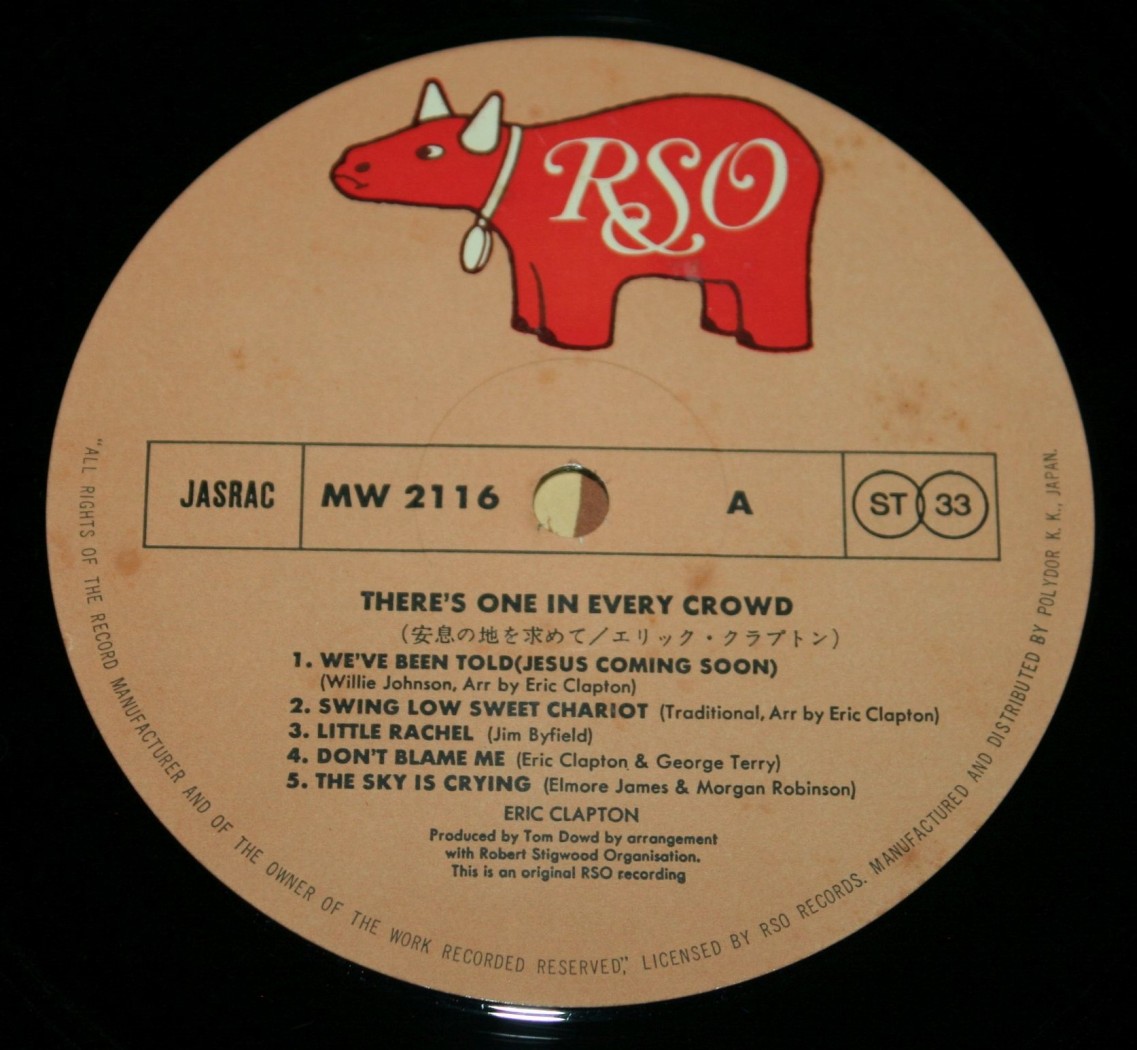 RSO
JASRAC
MW 2116
A
ST 33
THERE'S ONE IN EVERY CROWD
(安息の地を求めて/エリック・クラプトン)
1. WE'VE BEEN TOLD(JESUS COMING SOON)
(Willie Johnson, Arr by Eric Clapton)
2. SWING LOW SWEET CHARIOT (Traditional, Arr by Eric Clapton)
3. LITTLE RACHEL (Jim Byfield)
4. DON'T BLAME ME (Eric Clapton & George Terry)
5. THE SKY IS CRYING (Elmore James & Morgan Robinson)
ERIC CLAPTON
Produced by Tom Dowd by arrangement
with Robert Stigwood Organisation.
This is an original RSO recording
"ALL RIGHTS OF THE RECORD MANUFACTURER AND OF THE OWNER OF THE WORK RECORDED RESERVED", LICENSED BY RSO RECORDS. MANUFACTURED AND DISTRIBUTED BY POLYDOR K. K., JAPAN.